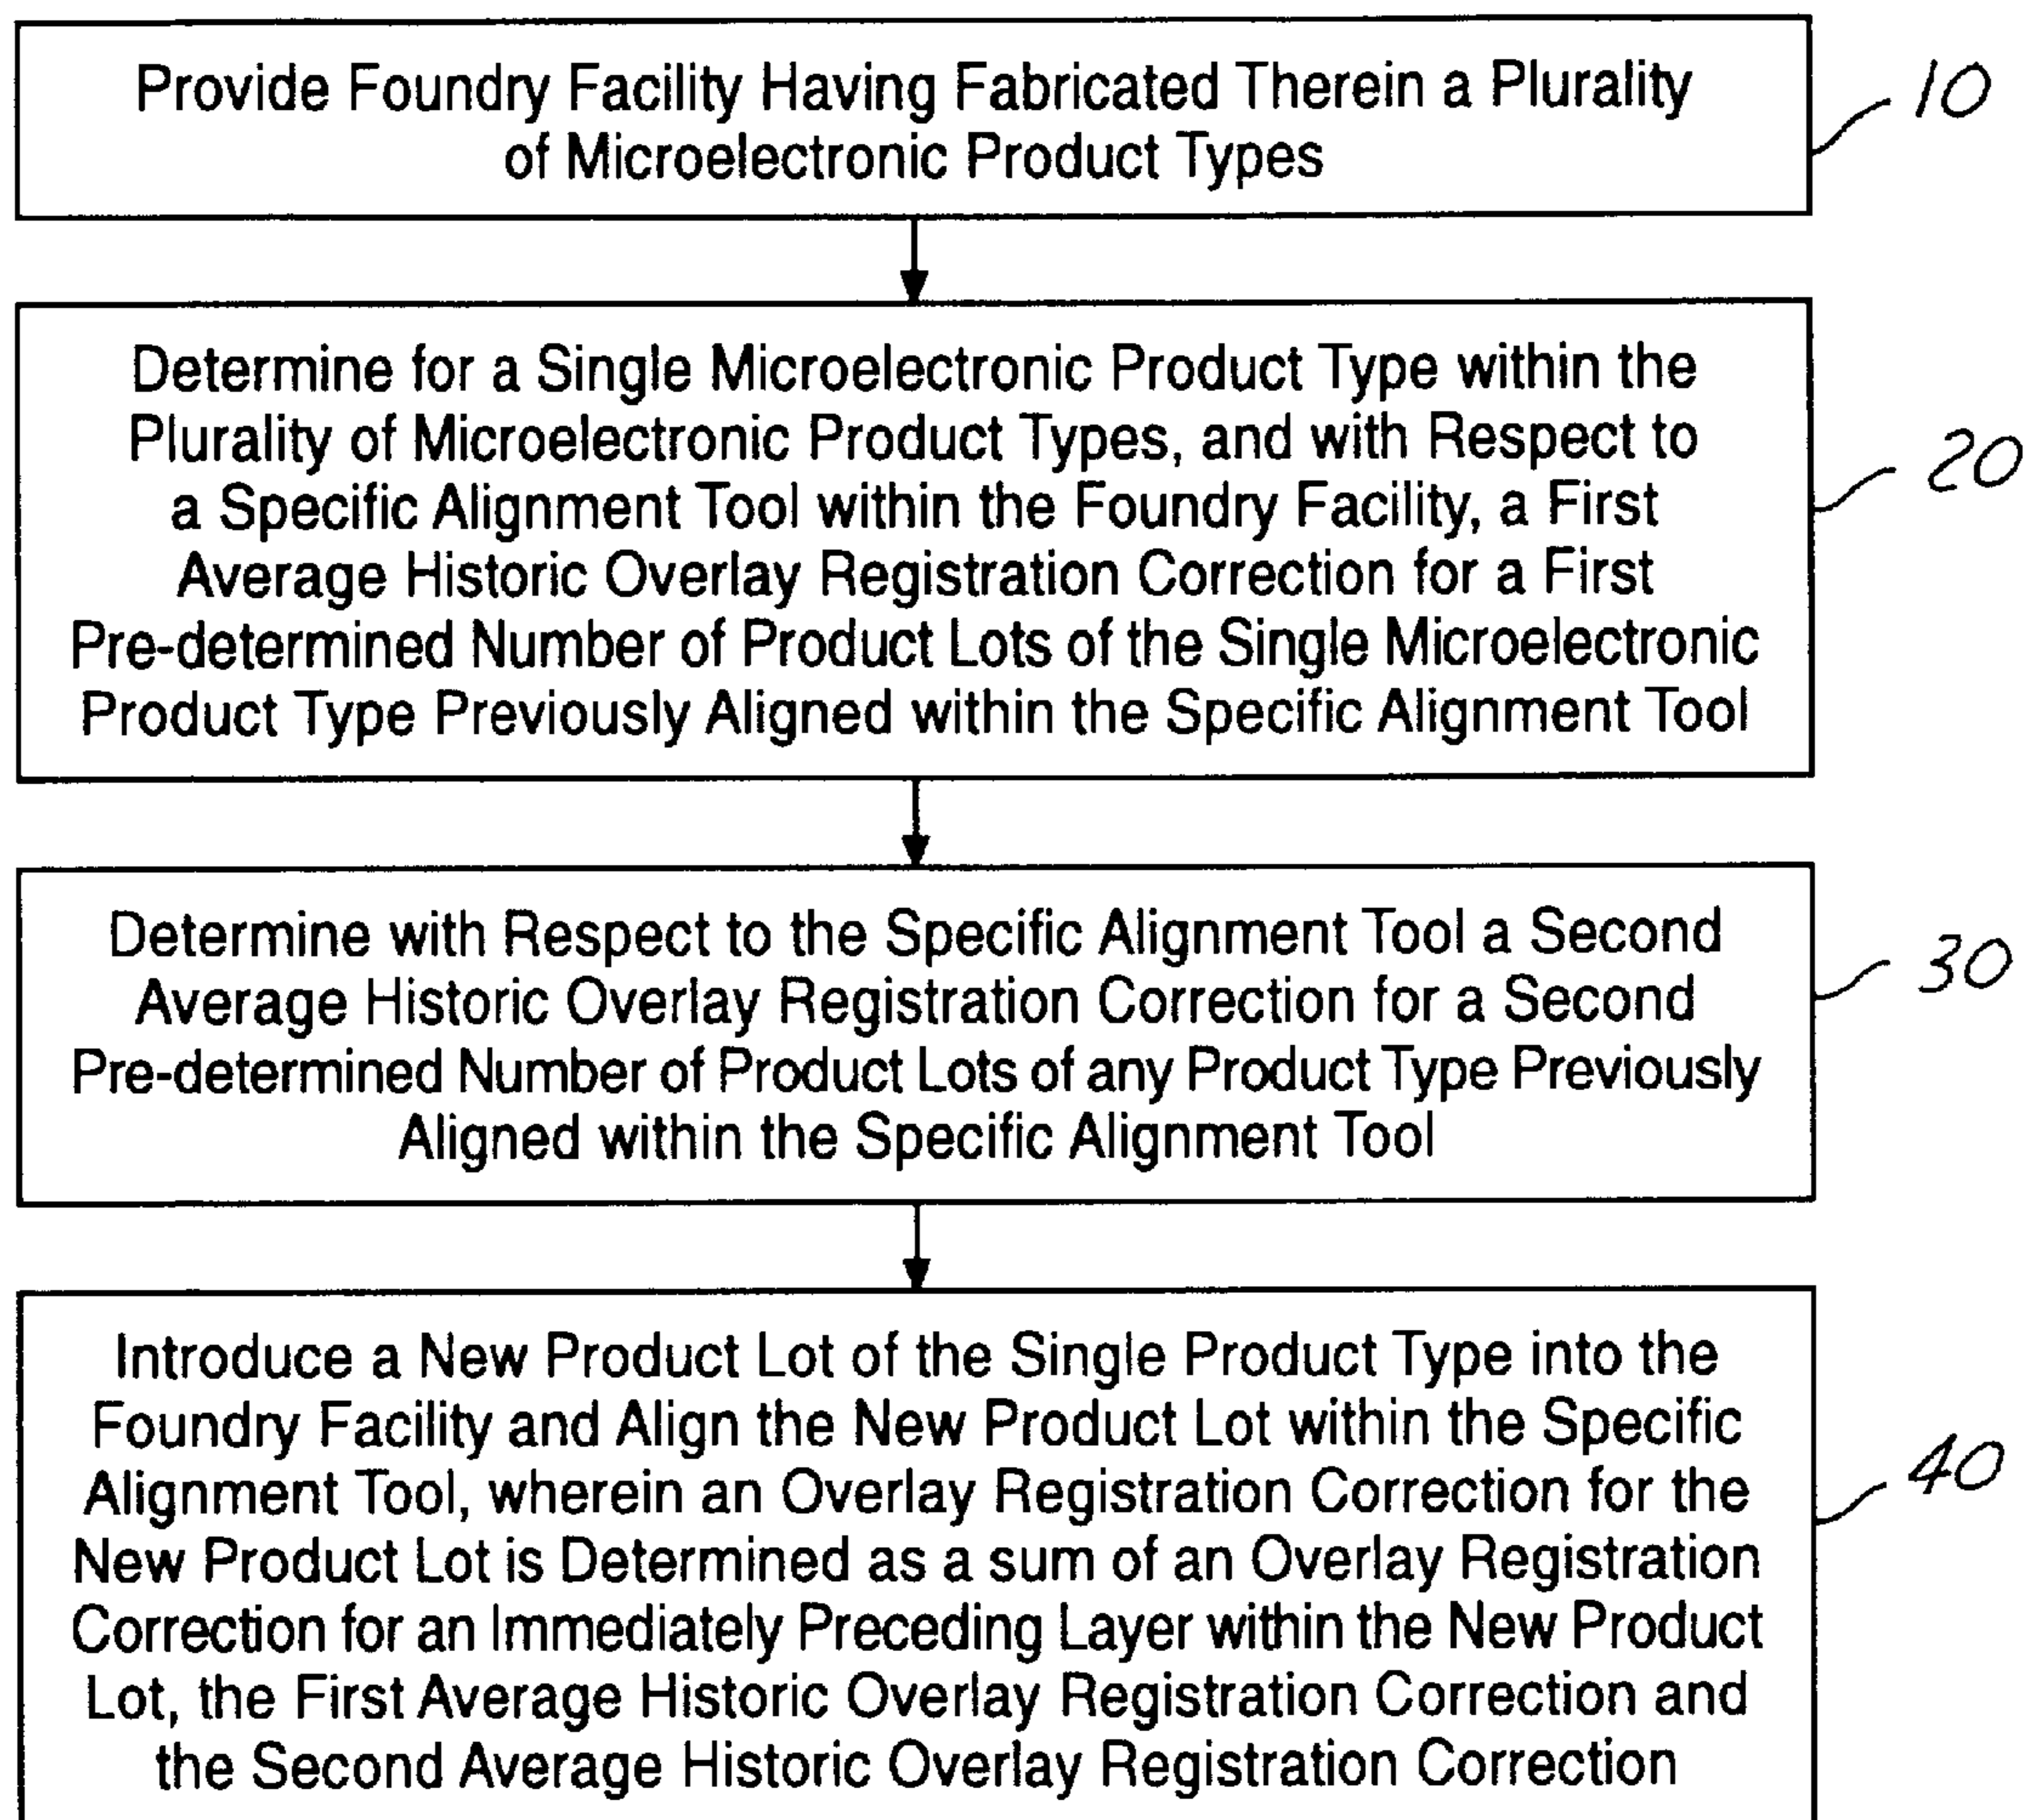 Provide Foundry Facility Having Fabricated Therein a Plurality
of Microelectronic Product Types
10
Determine for a Single Microelectronic Product Type within the
Plurality of Microelectronic Product Types, and with Respect to
a Specific Alignment Tool within the Foundry Facility, a First
Average Historic Overlay Registration Correction for a First
Pre-determined Number of Product Lots of the Single Microelectronic
Product Type Previously Aligned within the Specific Alignment Tool
20
Determine with Respect to the Specific Alignment Tool a Second
Average Historic Overlay Registration Correction for a Second
Pre-determined Number of Product Lots of any Product Type Previously
Aligned within the Specific Alignment Tool
30
Introduce a New Product Lot of the Single Product Type into the
Foundry Facility and Align the New Product Lot within the Specific
Alignment Tool, wherein an Overlay Registration Correction for the
New Product Lot is Determined as a sum of an Overlay Registration
Correction for an Immediately Preceding Layer within the New Product
Lot, the First Average Historic Overlay Registration Correction and
the Second Average Historic Overlay Registration Correction
40